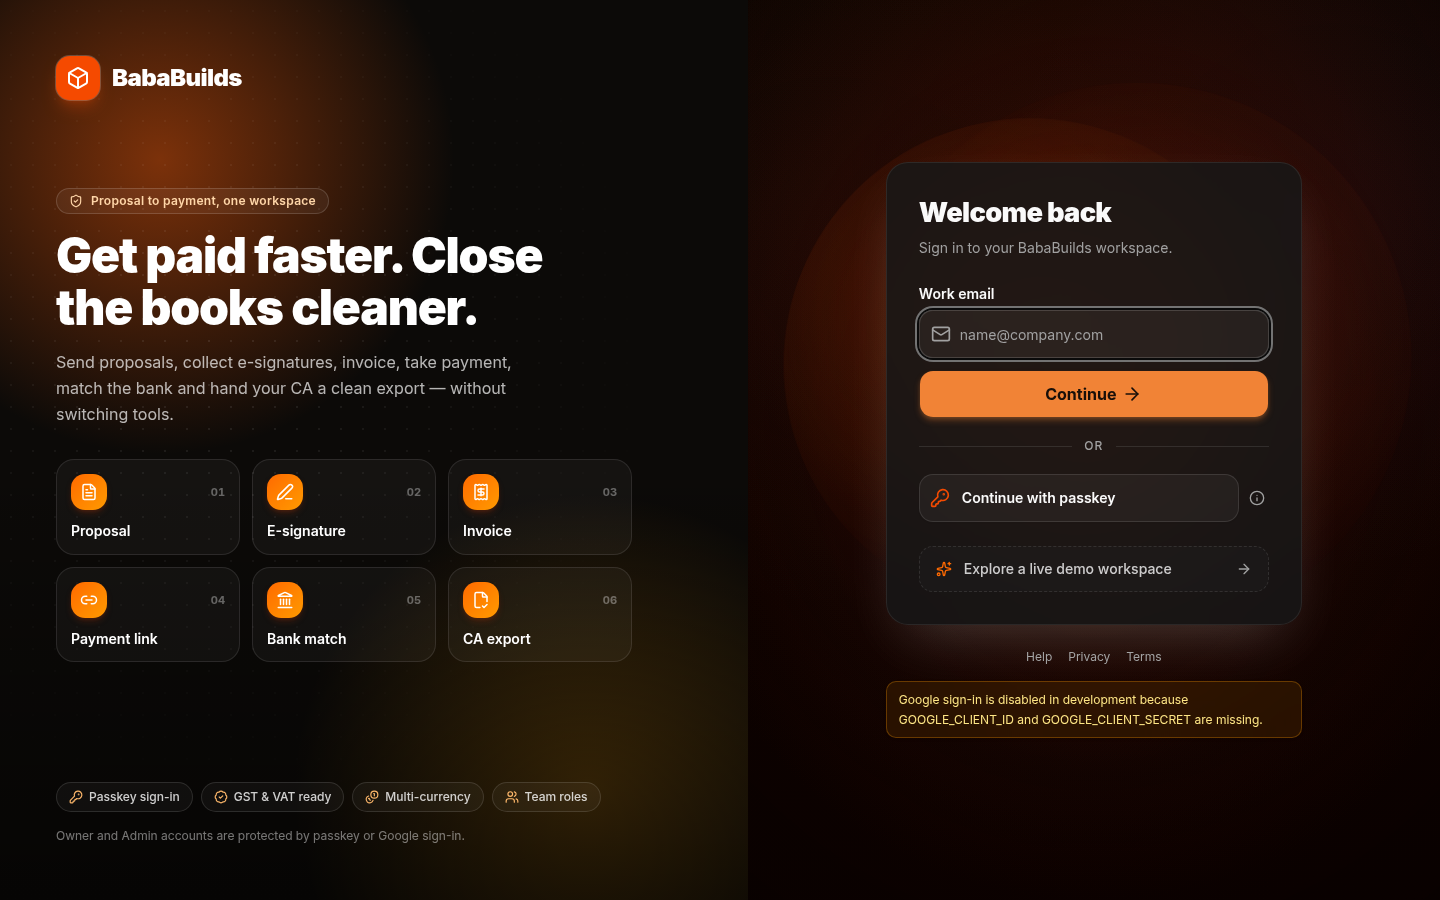 BabaBuilds
Proposal to payment, one workspace
Get paid faster. Close
the books cleaner.
Send proposals, collect e-signatures, invoice, take payment,
match the bank and hand your CA a clean export — without
switching tools.
01
Proposal
02
E-signature
03
Invoice
04
Payment link
05
Bank match
06
CA export
Passkey sign-in
GST & VAT ready
Multi-currency
Team roles
Owner and Admin accounts are protected by passkey or Google sign-in.
Welcome back
Sign in to your BabaBuilds workspace.
Work email
name@company.com
Continue
OR
Continue with passkey
Explore a live demo workspace
Help Privacy Terms
Google sign-in is disabled in development because
GOOGLE_CLIENT_ID and GOOGLE_CLIENT_SECRET are missing.